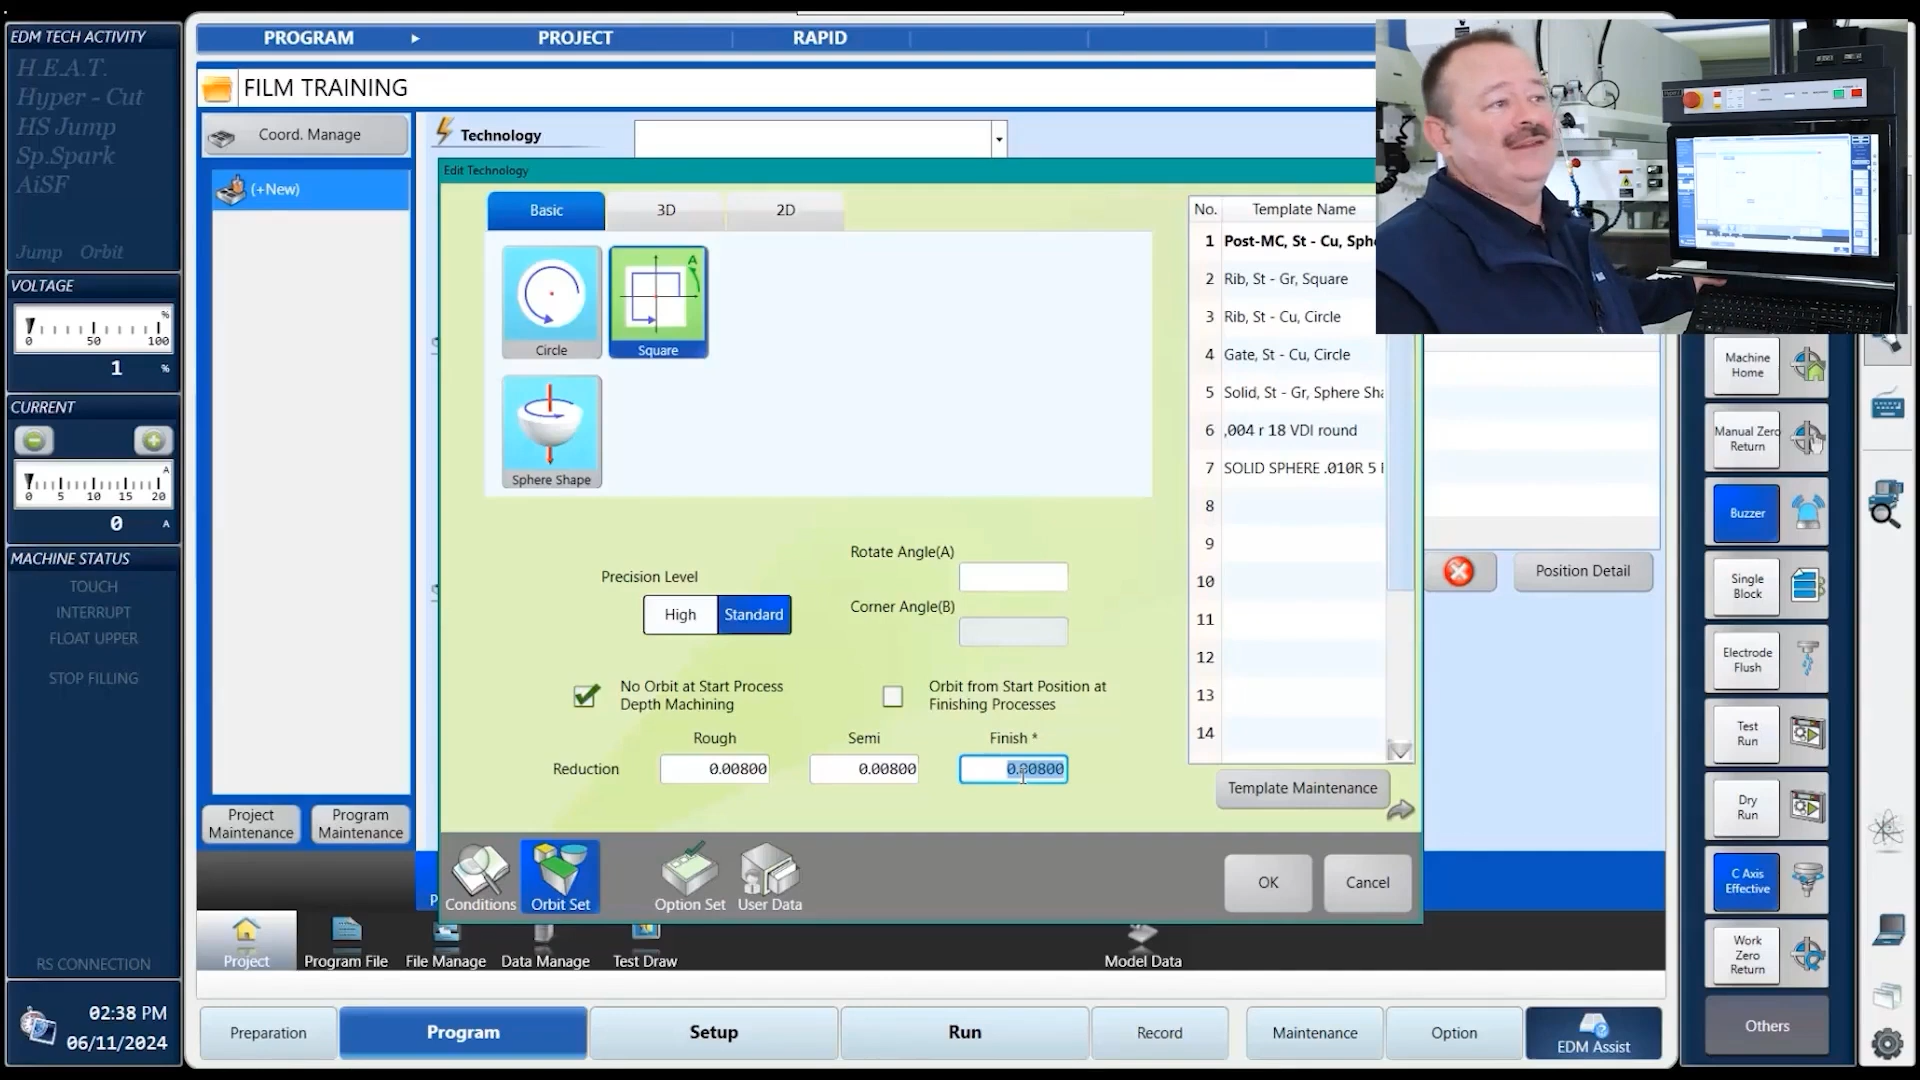 EDM TECH ACTIVITY
H.E.A.T.
Hyper - Cut
HS Jump
Sp.Spark
AiSF
Jump Orbit
VOLTAGE
%
0 50 100
1 %
CURRENT
A
0 5 10 15 20
0 A
MACHINE STATUS
TOUCH
INTERRUPT
FLOAT UPPER
STOP FILLING
RS CONNECTION
02:38 PM
06/11/2024
PROGRAM
PROJECT
RAPID
FILM TRAINING
Coord. Manage
(+New)
Project Maintenance
Program Maintenance
Technology
Edit Technology
Basic
3D
2D
Circle
A
Square
Sphere Shape
Precision Level
High
Standard
Rotate Angle(A)
Corner Angle(B)
No Orbit at Start Process
Depth Machining
Orbit from Start Position at
Finishing Processes
Rough
Semi
Finish *
Reduction
0.00800
0.00800
0.00800
No. Template Name
1 Post-MC, St - Cu, Sph
2 Rib, St - Gr, Square
3 Rib, St - Cu, Circle
4 Gate, St - Cu, Circle
5 Solid, St - Gr, Sphere Sh
6 ,004 r 18 VDI round
7 SOLID SPHERE .010R 5
8
9
10
11
12
13
14
Template Maintenance
Conditions
Orbit Set
Option Set
User Data
OK
Cancel
Position Detail
Project
Program File
File Manage
Data Manage
Test Draw
Model Data
Preparation
Program
Setup
Run
Record
Maintenance
Option
EDM Assist
Machine
Home
Manual Zero
Return
Buzzer
Single
Block
Electrode
Flush
Test
Run
Dry
Run
C Axis
Effective
Work
Zero
Return
Others